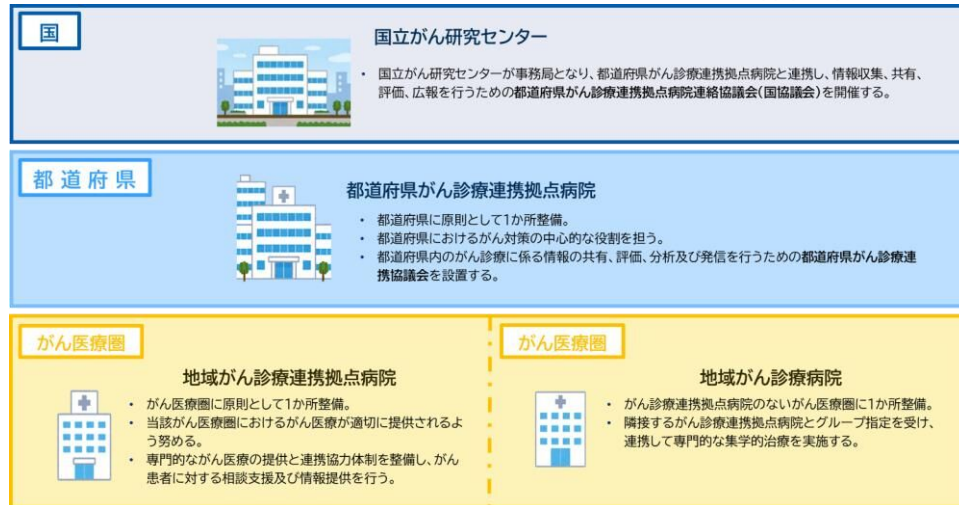 国
国立がん研究センター
• 国立がん研究センターが事務局となり、都道府県がん診療連携拠点病院と連携し、情報収集、共有、
評価、広報を行うための都道府県がん診療連携拠点病院連絡協議会(国協議会)を開催する。
都道府県
都道府県がん診療連携拠点病院
• 都道府県に原則として1か所整備。
• 都道府県におけるがん対策の中心的な役割を担う。
• 都道府県内のがん診療に係る情報の共有、評価、分析及び発信を行うための都道府県がん診療連
携協議会を設置する。
がん医療圏
地域がん診療連携拠点病院
• がん医療圏に原則として1か所整備。
• 当該がん医療圏におけるがん医療が適切に提供されるよ
う努める。
• 専門的ながん医療の提供と連携協力体制を整備し、がん
患者に対する相談支援及び情報提供を行う。
がん医療圏
地域がん診療病院
• がん診療連携拠点病院のないがん医療圏に1か所整備。
• 隣接するがん診療連携拠点病院とグループ指定を受け、
連携して専門的な集学的治療を実施する。